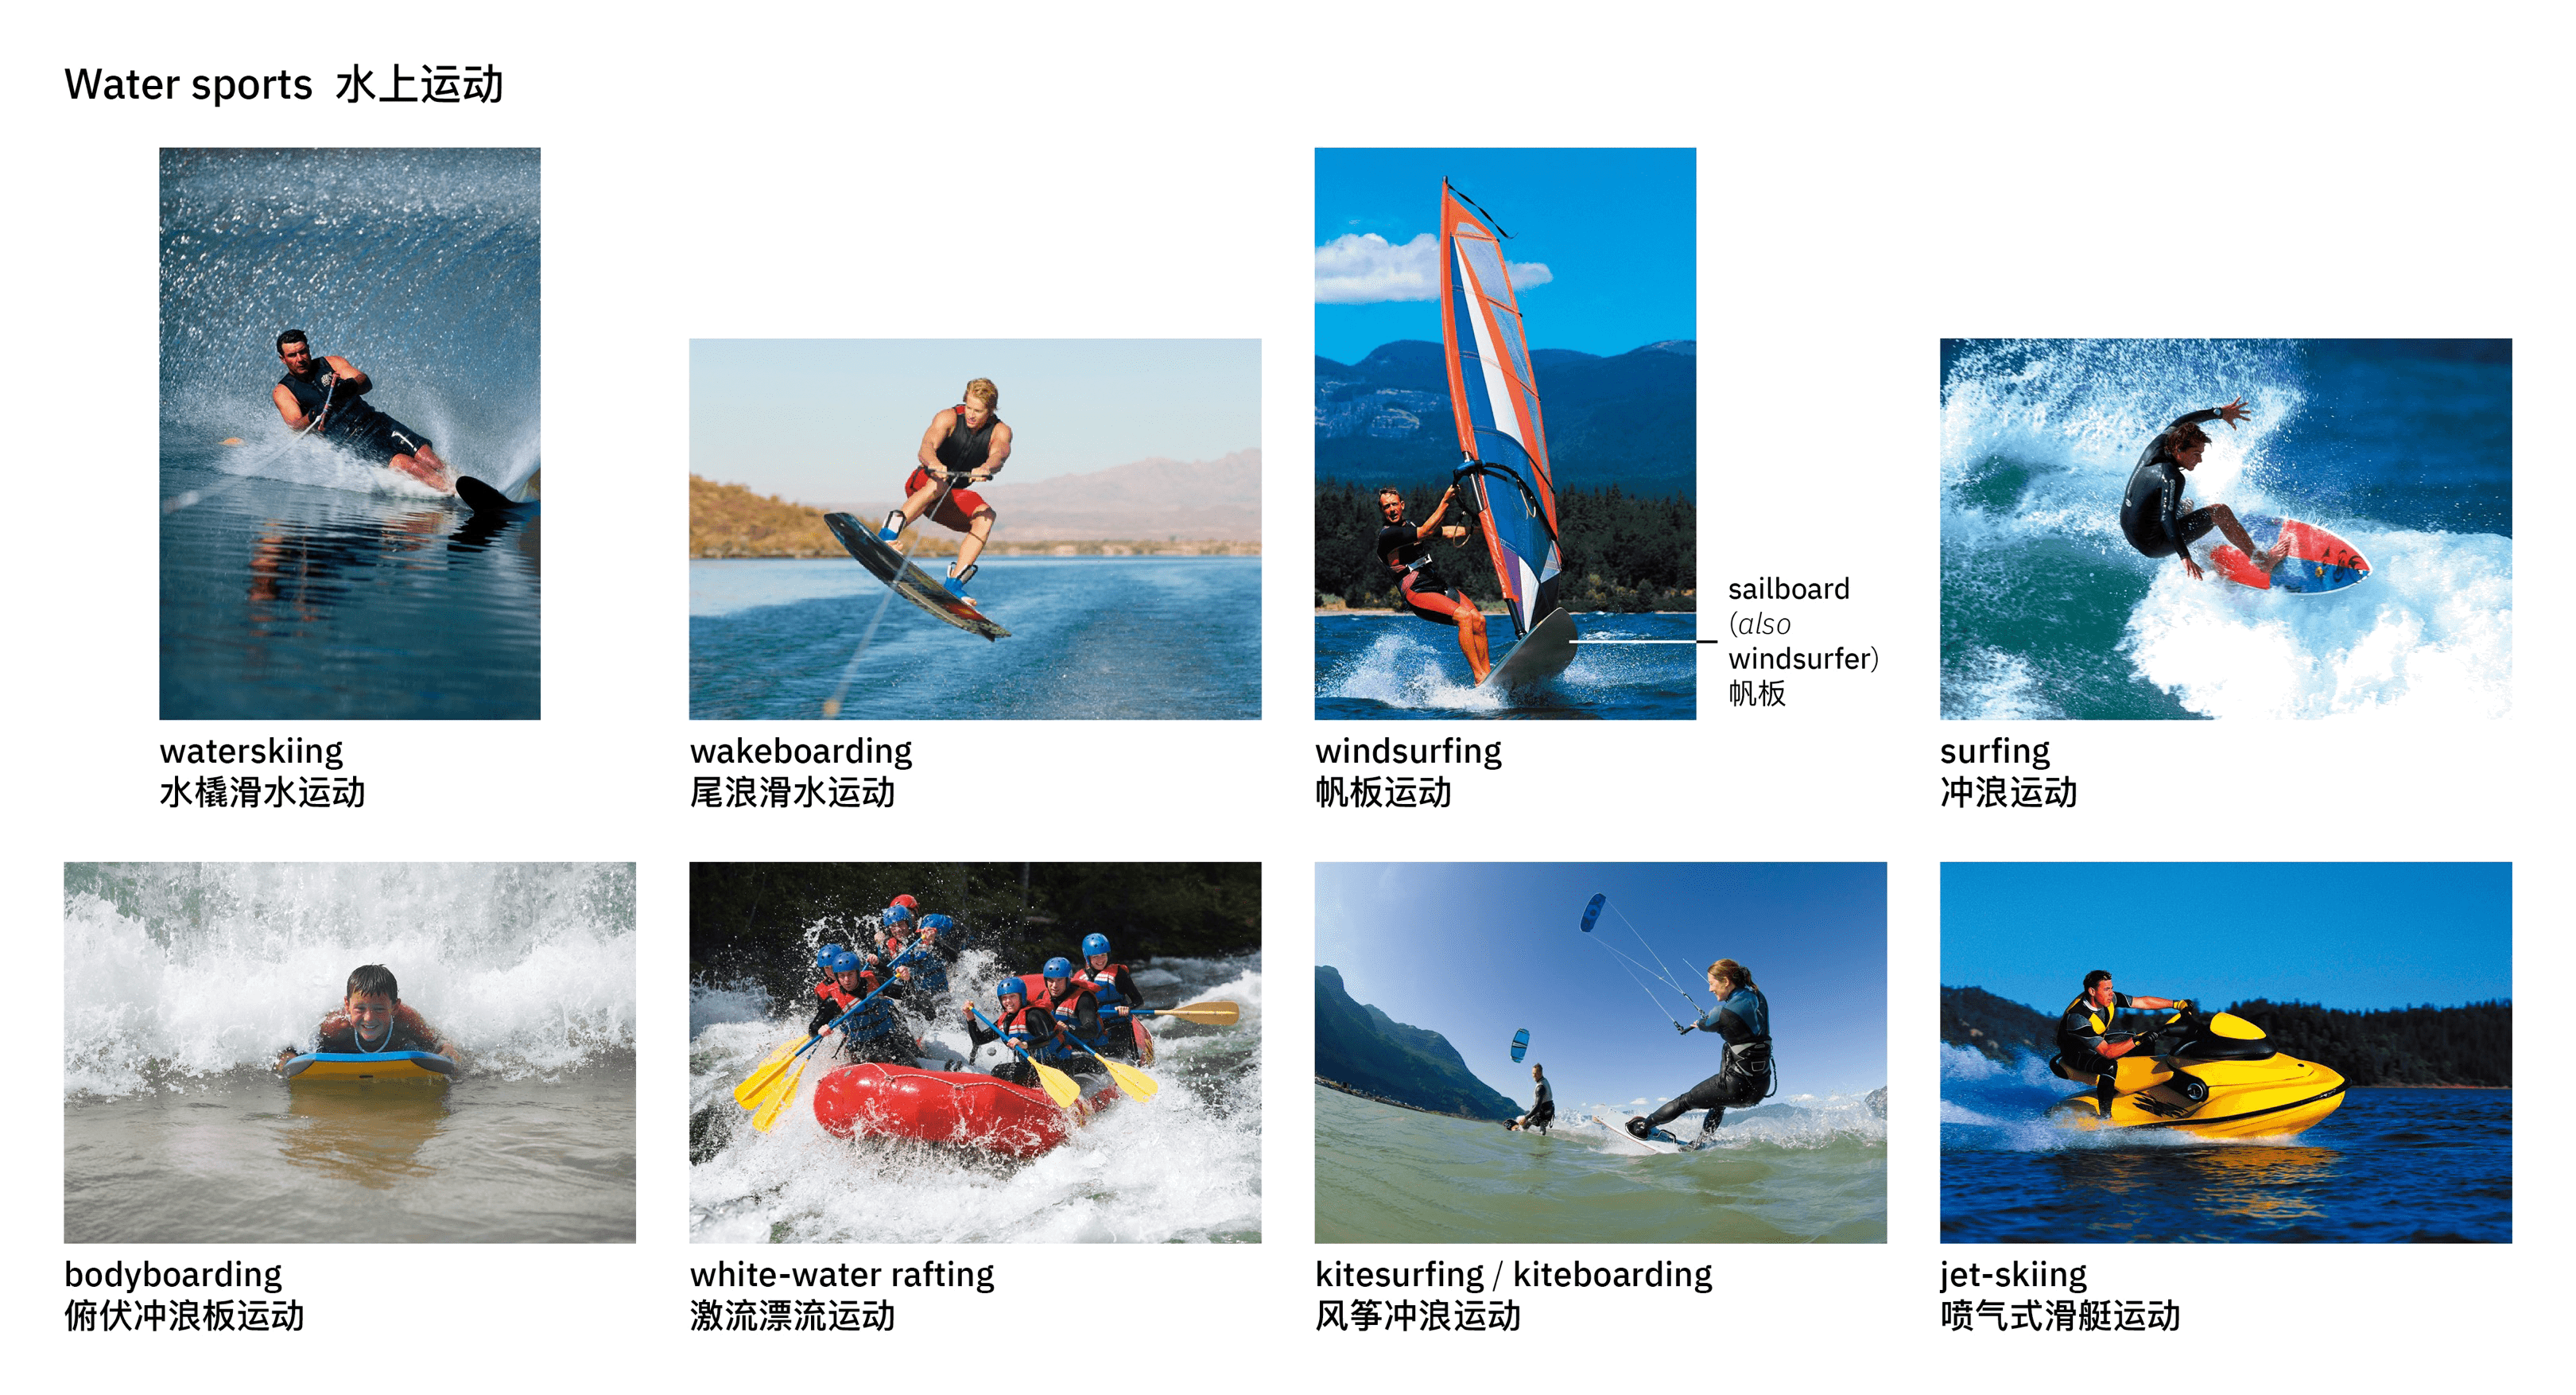 Water sports 水上运动
sailboard
(also
windsurfer)
帆板
waterskiing
水橇滑水运动
wakeboarding
尾浪滑水运动
windsurfing
帆板运动
surfing
冲浪运动
bodyboarding
俯伏冲浪板运动
white-water rafting
激流漂流运动
kitesurfing / kiteboarding
风筝冲浪运动
jet-skiing
喷气式滑艇运动